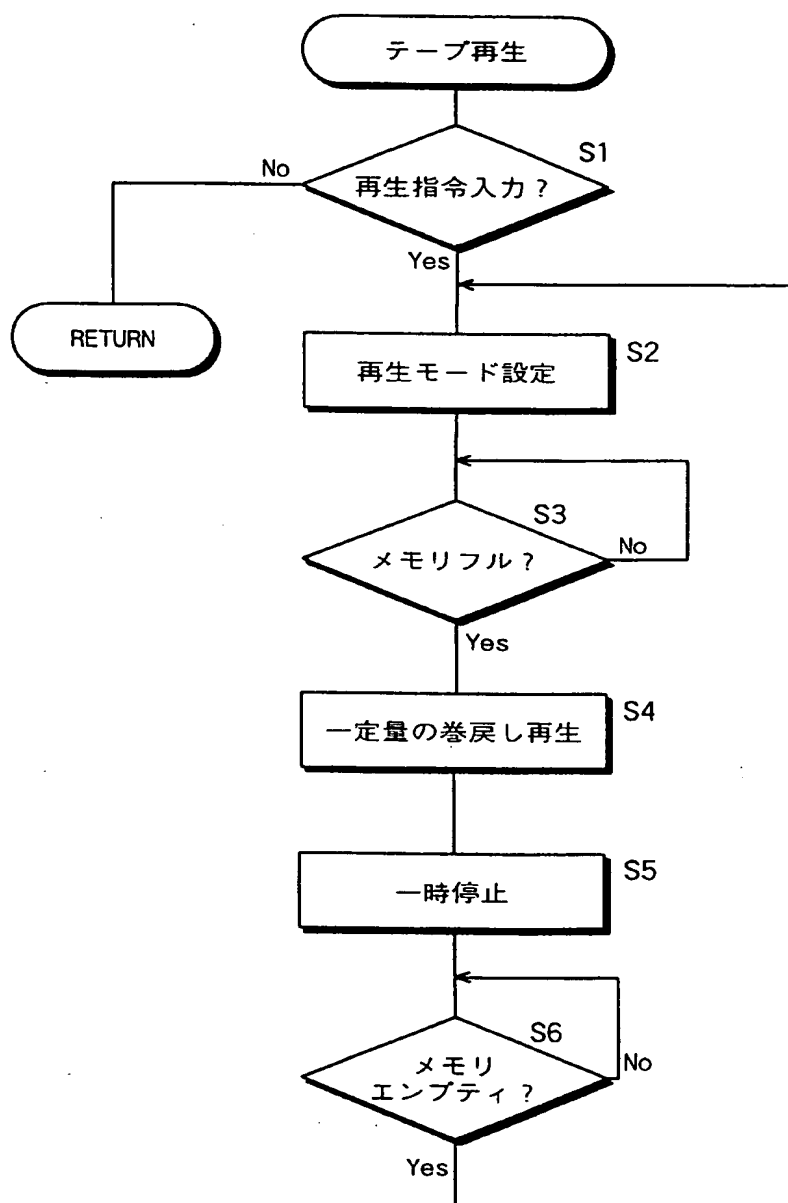 テープ再生
S1
No
再生指令入力？
Yes
RETURN
再生モード設定
S2
S3
メモリフル？
No
Yes
一定量の巻戻し再生
S4
一時停止
S5
S6
メモリ
エンプティ？
No
Yes